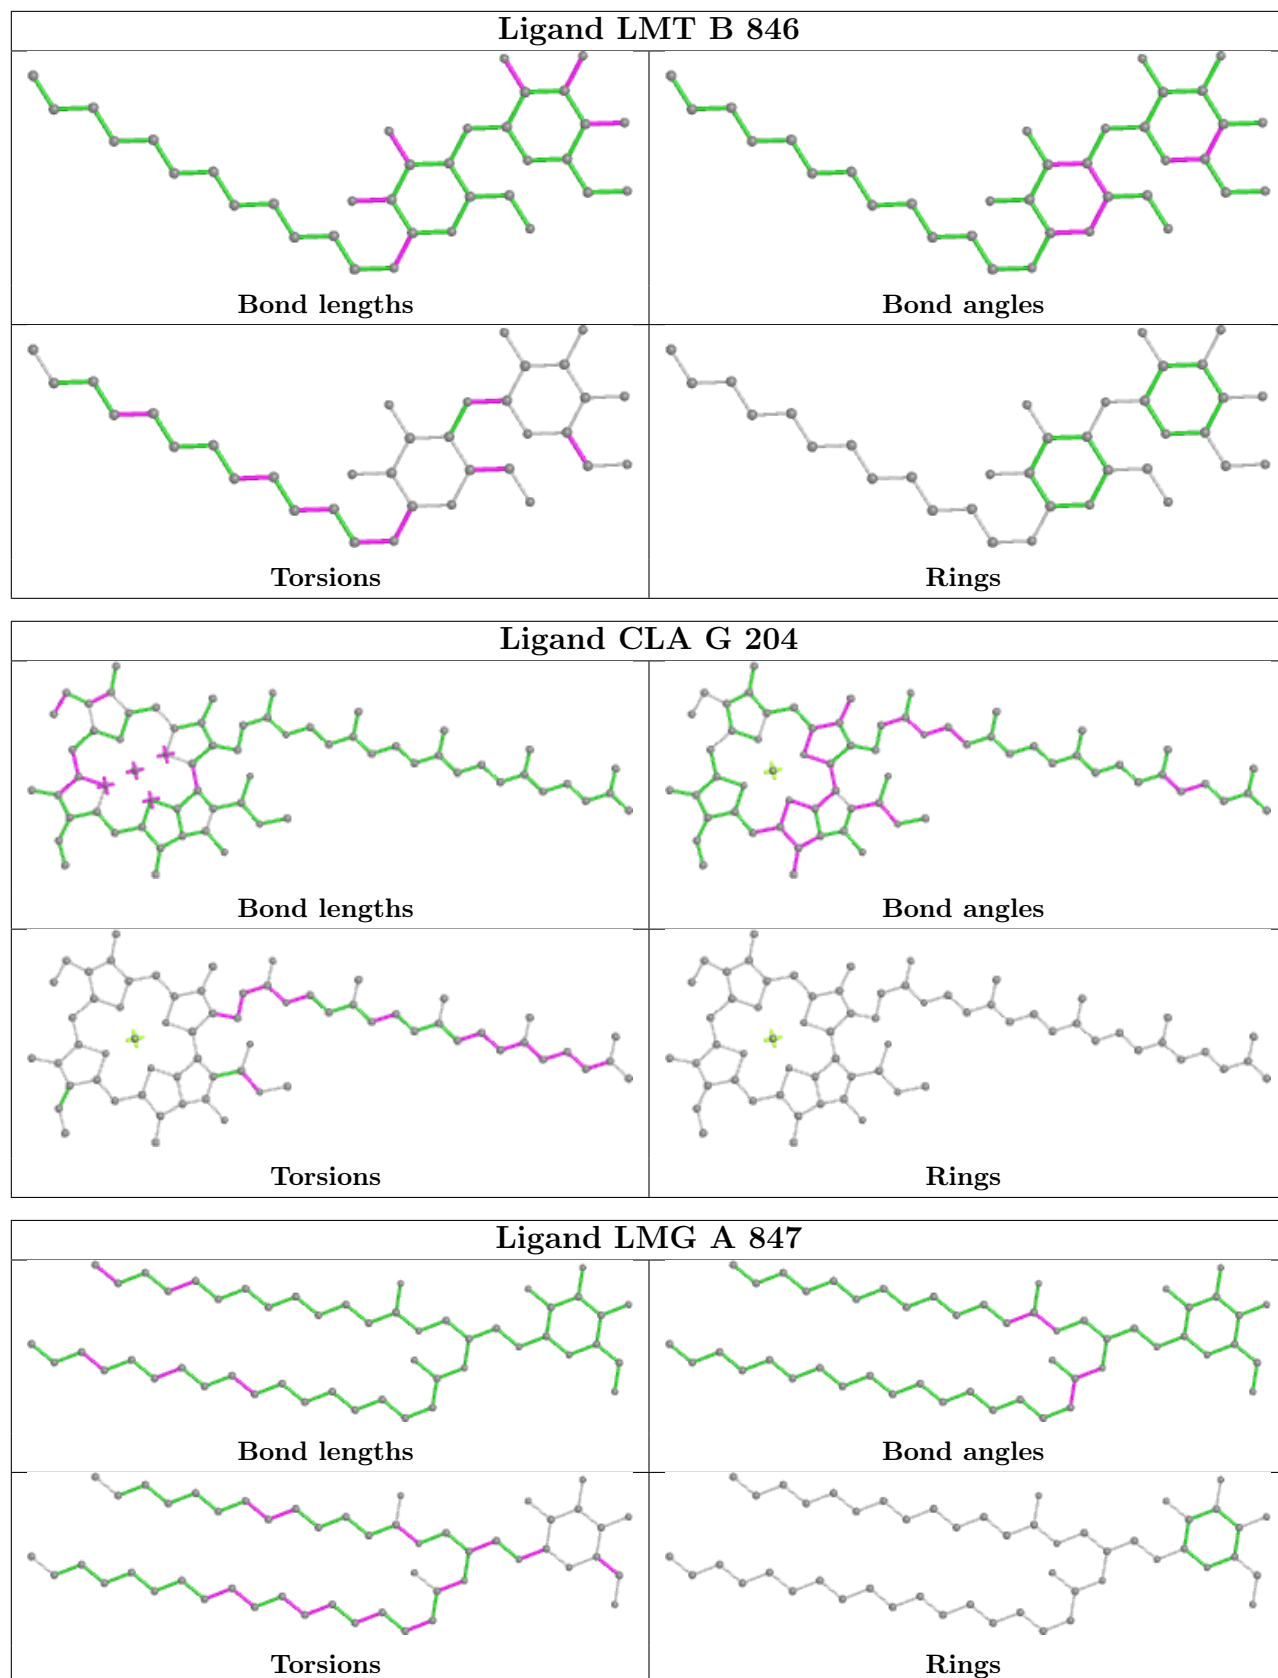 Ligand LMT B 846
Bond lengths
Bond angles
Torsions
Rings
Ligand CLA G 204
Bond lengths
Bond angles
Torsions
Rings
Ligand LMG A 847
Bond lengths
Bond angles
Torsions
Rings